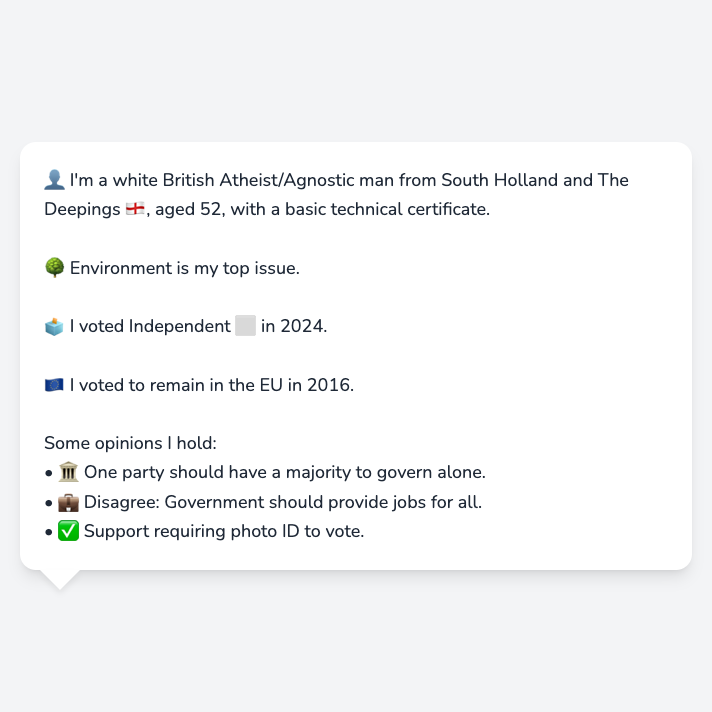 👤 I'm a white British Atheist/Agnostic man from South Holland and The
Deepings 🏴󠁧󠁢󠁥󠁮󠁧󠁿, aged 52, with a basic technical certificate.
🌳 Environment is my top issue.
🗳️ I voted Independent ⬜ in 2024.
🇪🇺 I voted to remain in the EU in 2016.
Some opinions I hold:
• 🏛️ One party should have a majority to govern alone.
• 💼 Disagree: Government should provide jobs for all.
• ✅ Support requiring photo ID to vote.